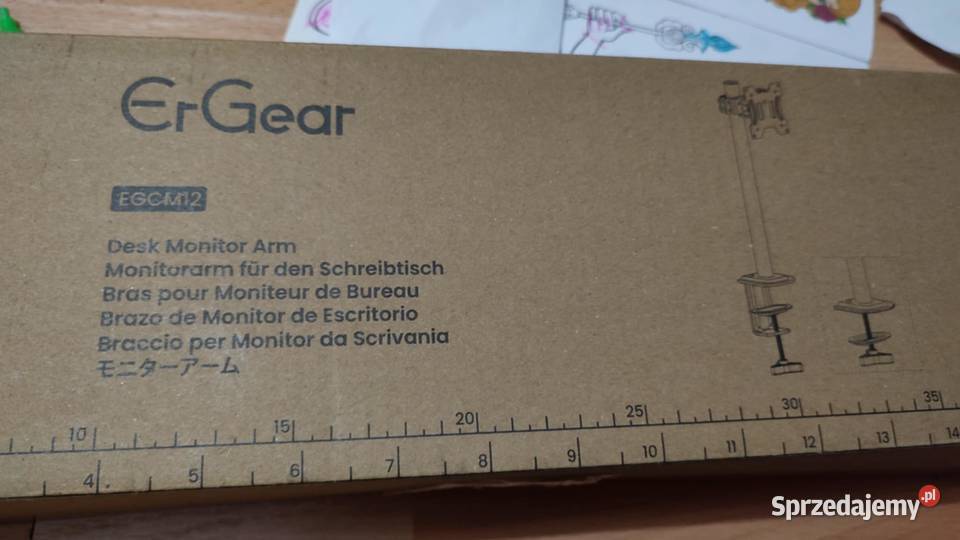 ErGear
EGCM12
Desk Monitor Arm
Monitorarm für den Schreibtisch
Bras pour Moniteur de Bureau
Brazo de Monitor de Escritorio
Braccio per Monitor da Scrivania
モニターアーム
10 15 20 25 30 35
4 5 6 7 8 9 10 11 12 13 14
Sprzedajemy.pl